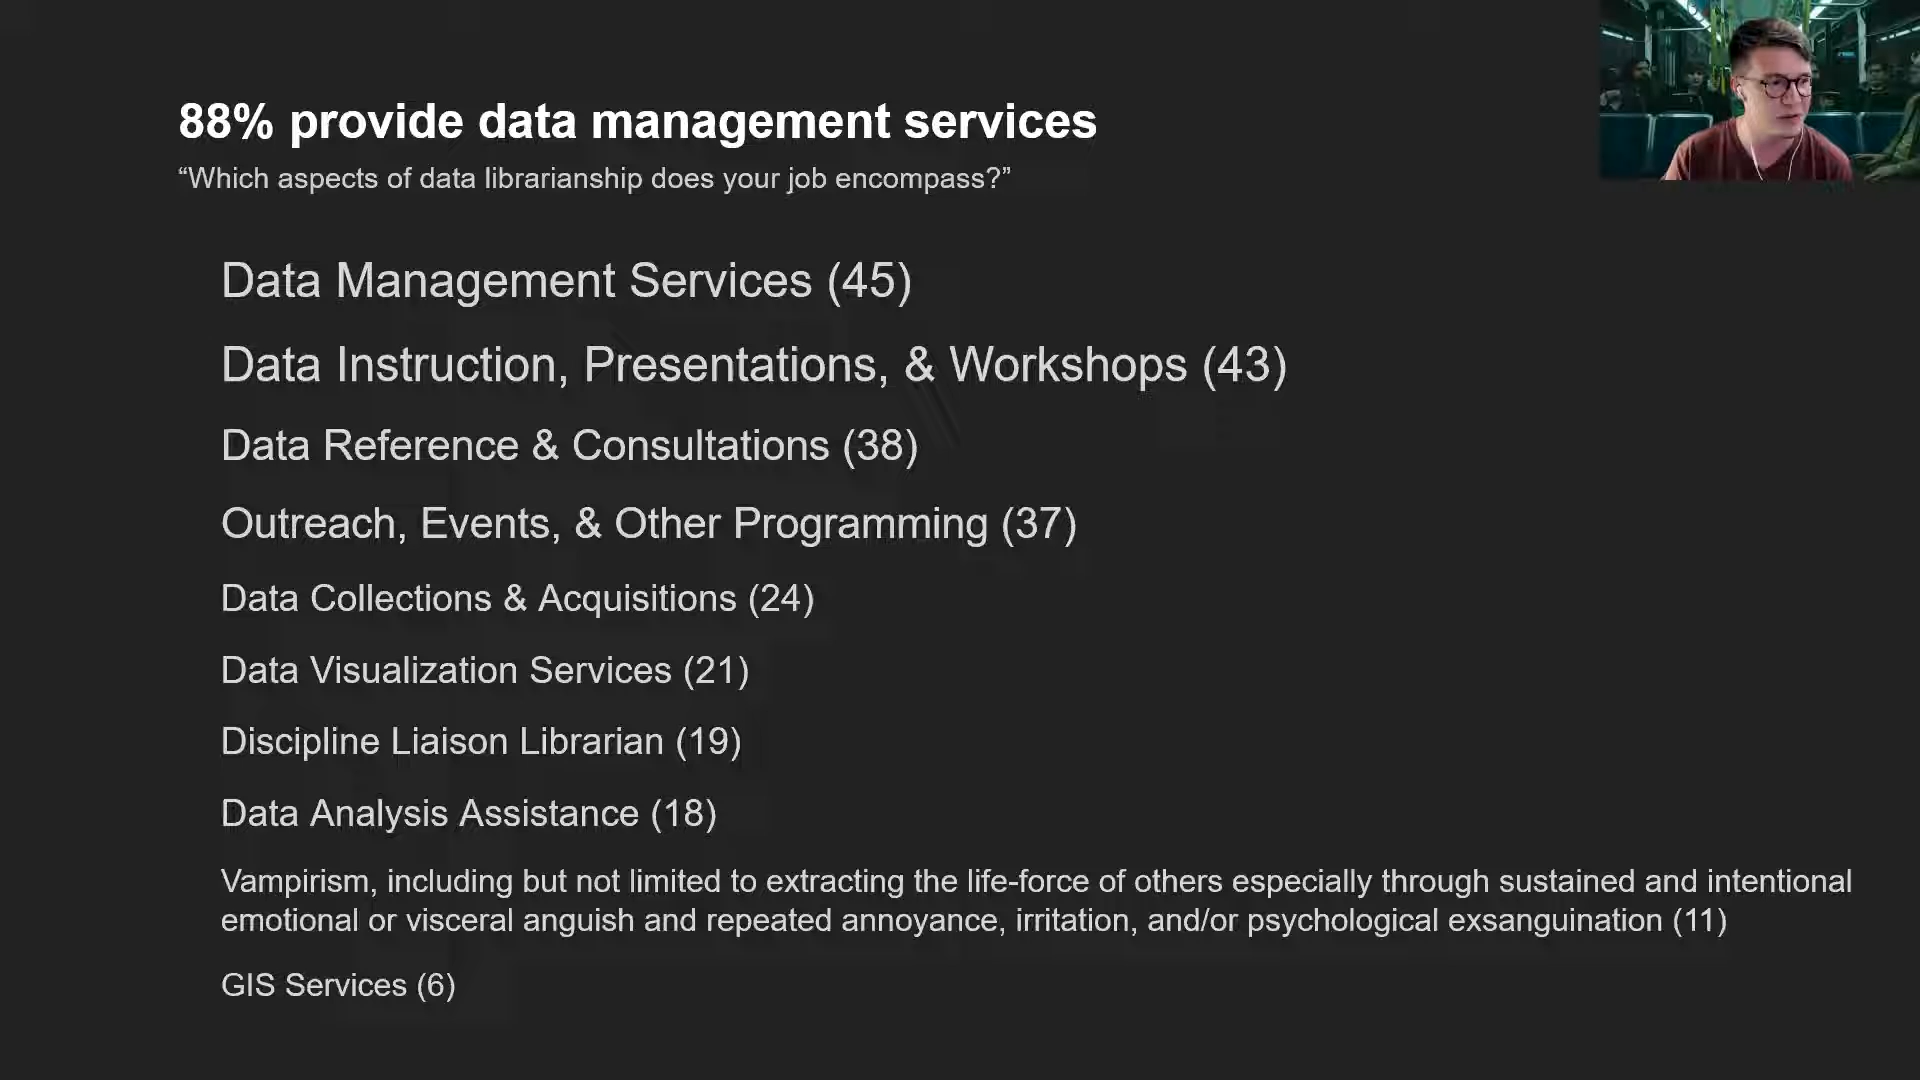 88% provide data management services
“Which aspects of data librarianship does your job encompass?”
Data Management Services (45)
Data Instruction, Presentations, & Workshops (43)
Data Reference & Consultations (38)
Outreach, Events, & Other Programming (37)
Data Collections & Acquisitions (24)
Data Visualization Services (21)
Discipline Liaison Librarian (19)
Data Analysis Assistance (18)
Vampirism, including but not limited to extracting the life-force of others especially through sustained and intentional
emotional or visceral anguish and repeated annoyance, irritation, and/or psychological exsanguination (11)
GIS Services (6)